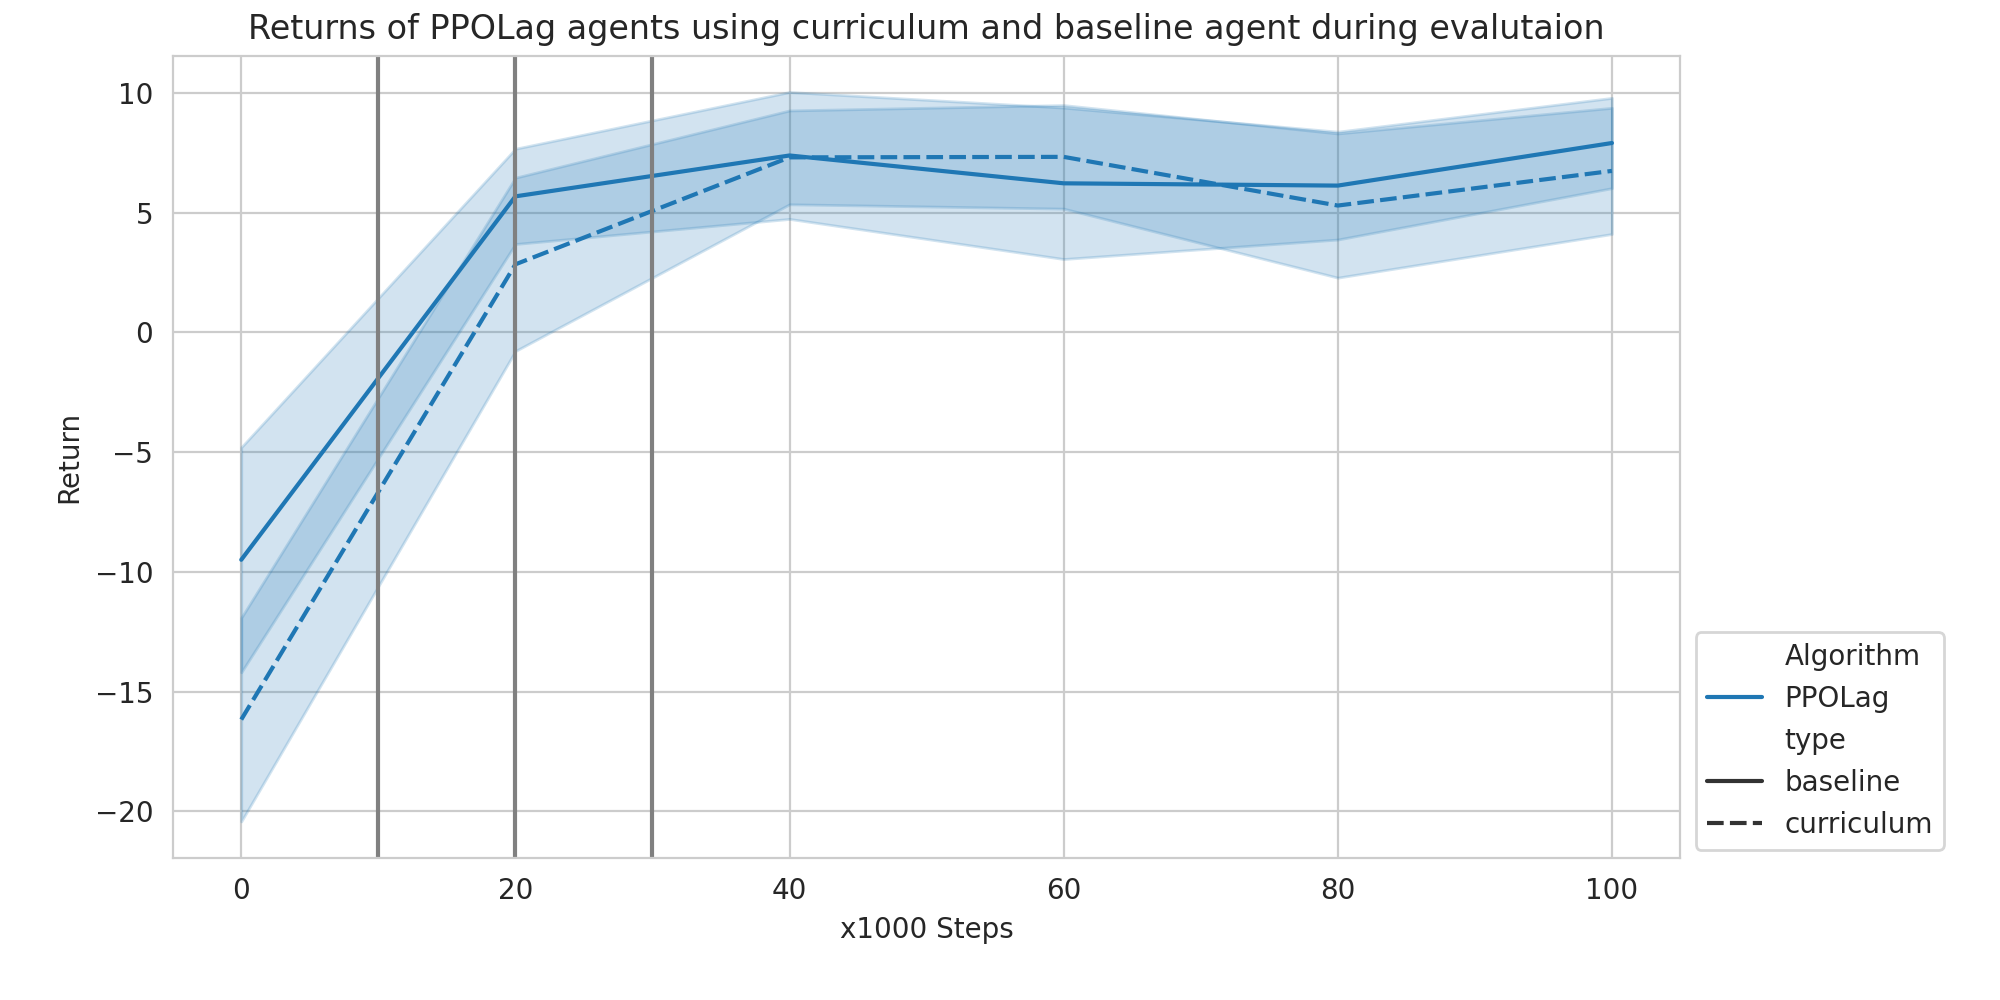 Returns of PPOLag agents using curriculum and baseline agent during evalutaion
10
5
0
−5
−10
−15
−20
Return
0 20 40 60 80 100
x1000 Steps
Algorithm
PPOLag
type
baseline
curriculum